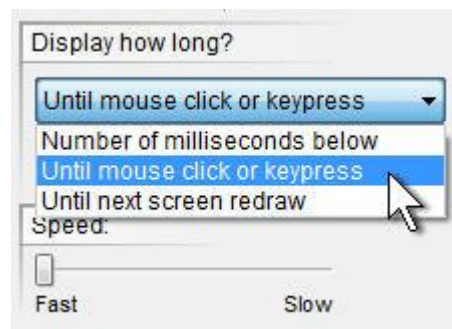 Display how long?
Until mouse click or keypress
Number of milliseconds below
Until mouse click or keypress
Until next screen redraw
Speed:
Fast Slow